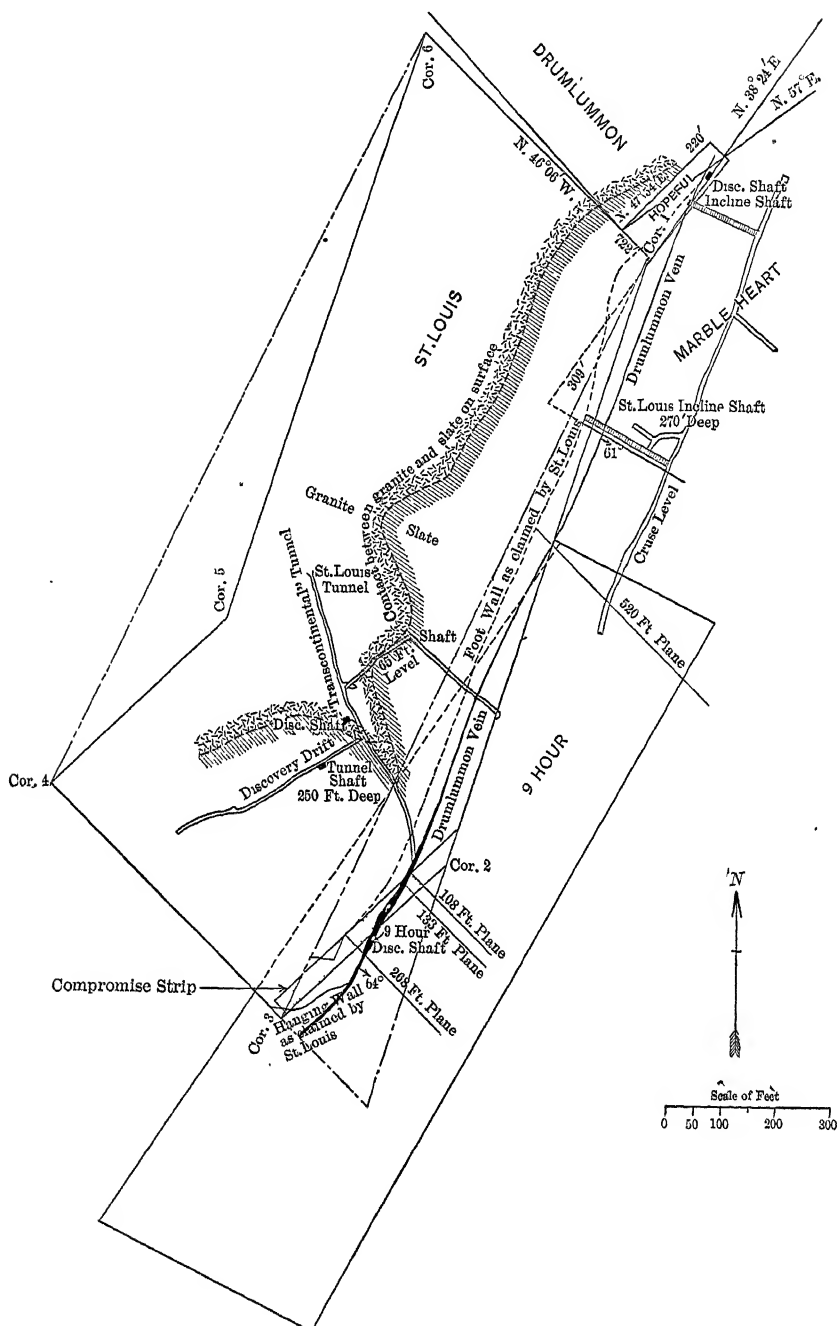 Cor. 6
DRUMLUMMON
N. 38° 24' E
N. 57° E.
N. 46° 06' W.
220'
N. 47° 34' E.
HOPEFUL
Disc. Shaft
Incline Shaft
722'
Cor. 1
Drumlummon Vein
MARBLE HEART
ST. LOUIS
309'
St. Louis Incline Shaft
270' Deep
61°
Cruse Level
Contact between granite and slate on surface
Granite
Slate
Foot Wall as claimed by St. Louis
Cor. 5
"Transcontinental" Tunnel
St. Louis
Tunnel
Shaft
65 Ft.
Level
520 Ft Plane
Disc. Shaft
Discovery Drift
Cor. 4
Tunnel
Shaft
250 Ft. Deep
Drumlummon Vein
9 HOUR
Cor. 2
108 Ft. Plane
133 Ft. Plane
9 Hour
Disc. Shaft
268 Ft. Plane
64°
Compromise Strip
Cor. 3
Hanging Wall
as claimed by
St. Louis
N
Scale of Feet
0 50 100 200 300